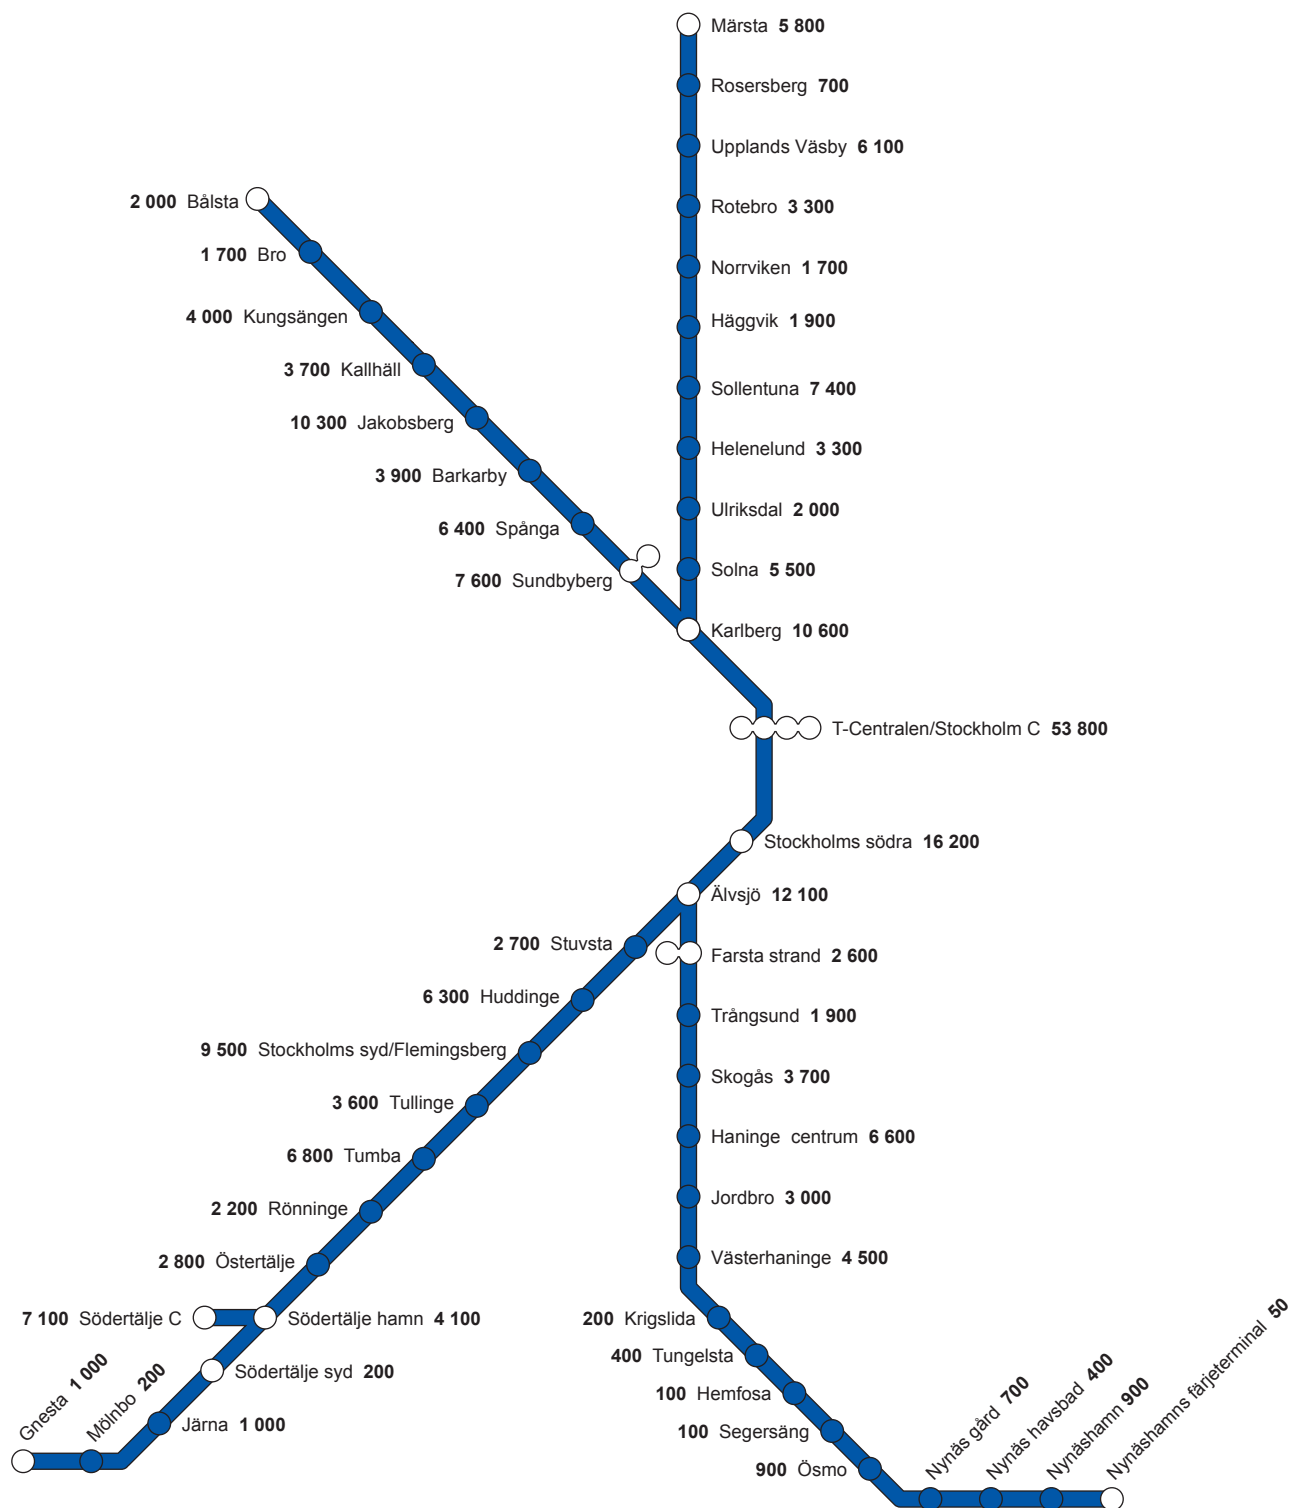 Märsta 5 800
Rosersberg 700
Upplands Väsby 6 100
Rotebro 3 300
Norrviken 1 700
Häggvik 1 900
Sollentuna 7 400
Helenelund 3 300
Ulriksdal 2 000
Solna 5 500
Karlberg 10 600
2 000 Bålsta
1 700 Bro
4 000 Kungsängen
3 700 Kallhäll
10 300 Jakobsberg
3 900 Barkarby
6 400 Spånga
7 600 Sundbyberg
T-Centralen/Stockholm C 53 800
Stockholms södra 16 200
Älvsjö 12 100
2 700 Stuvsta
6 300 Huddinge
9 500 Stockholms syd/Flemingsberg
3 600 Tullinge
6 800 Tumba
2 200 Rönninge
2 800 Östertälje
7 100 Södertälje C
Södertälje hamn 4 100
Södertälje syd 200
Järna 1 000
Mölnbo 200
Gnesta 1 000
Farsta strand 2 600
Trångsund 1 900
Skogås 3 700
Haninge centrum 6 600
Jordbro 3 000
Västerhaninge 4 500
200 Krigslida
400 Tungelsta
100 Hemfosa
100 Segersäng
900 Ösmo
Nynäs gård 700
Nynäs havsbad 400
Nynäshamn 900
Nynäshamns färjeterminal 50